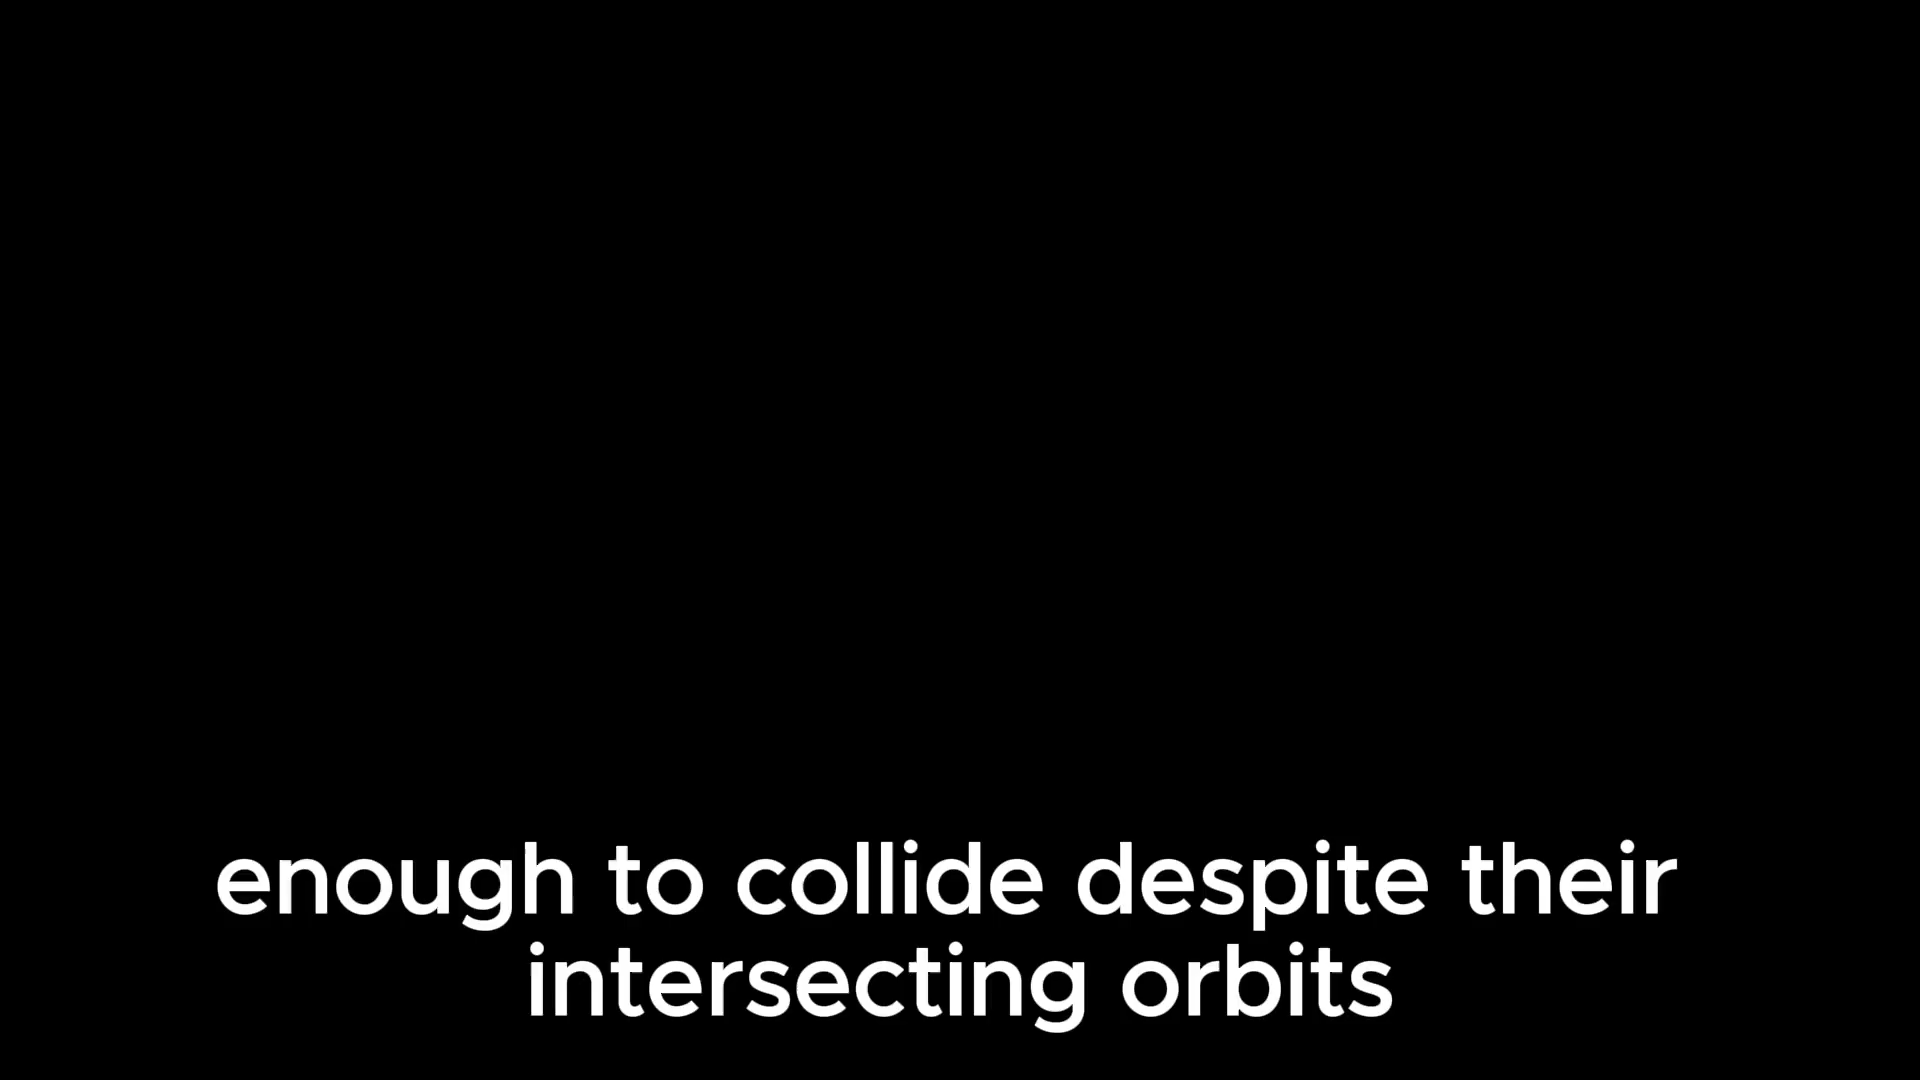 enough to collide despite their
intersecting orbits